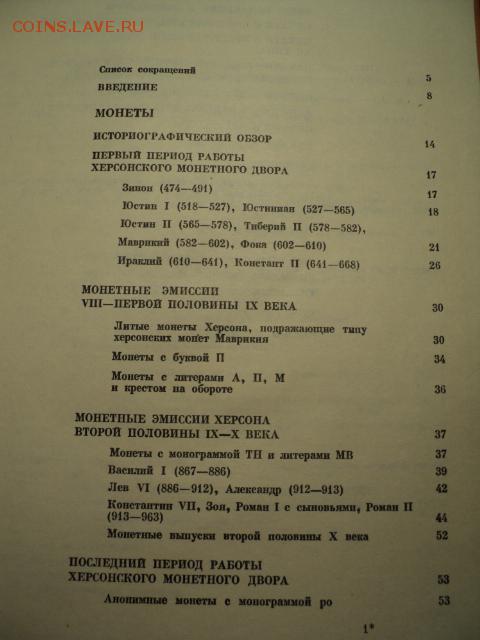 COINS.LAVE.RU
Список сокращений 5
ВВЕДЕНИЕ 8
МОНЕТЫ
ИСТОРИОГРАФИЧЕСКИЙ ОБЗОР 14
ПЕРВЫЙ ПЕРИОД РАБОТЫ
ХЕРСОНСКОГО МОНЕТНОГО ДВОРА 17
Зинон (474—491) 17
Юстин I (518—527), Юстиниан (527—565) 18
Юстин II (565—578), Тиберий II (578—582),
Маврикий (582—602), Фока (602—610) 21
Ираклий (610—641), Констант II (641—668) 26
МОНЕТНЫЕ ЭМИССИИ
VIII—ПЕРВОЙ ПОЛОВИНЫ IX ВЕКА 30
Литые монеты Херсона, подражающие типу
херсонских монет Маврикия 30
Монеты с буквой П 34
Монеты с литерами А, П, М
и крестом на обороте 36
МОНЕТНЫЕ ЭМИССИИ ХЕРСОНА
ВТОРОЙ ПОЛОВИНЫ IX—X ВЕКА 37
Монеты с монограммой ТН и литерами МВ 37
Василий I (867—886) 39
Лев VI (886—912), Александр (912—913) 42
Константин VII, Зоя, Роман I с сыновьями, Роман II
(913—963) 44
Монетные выпуски второй половины X века 52
ПОСЛЕДНИЙ ПЕРИОД РАБОТЫ
ХЕРСОНСКОГО МОНЕТНОГО ДВОРА 53
Анонимные монеты с монограммой ро 53
1*